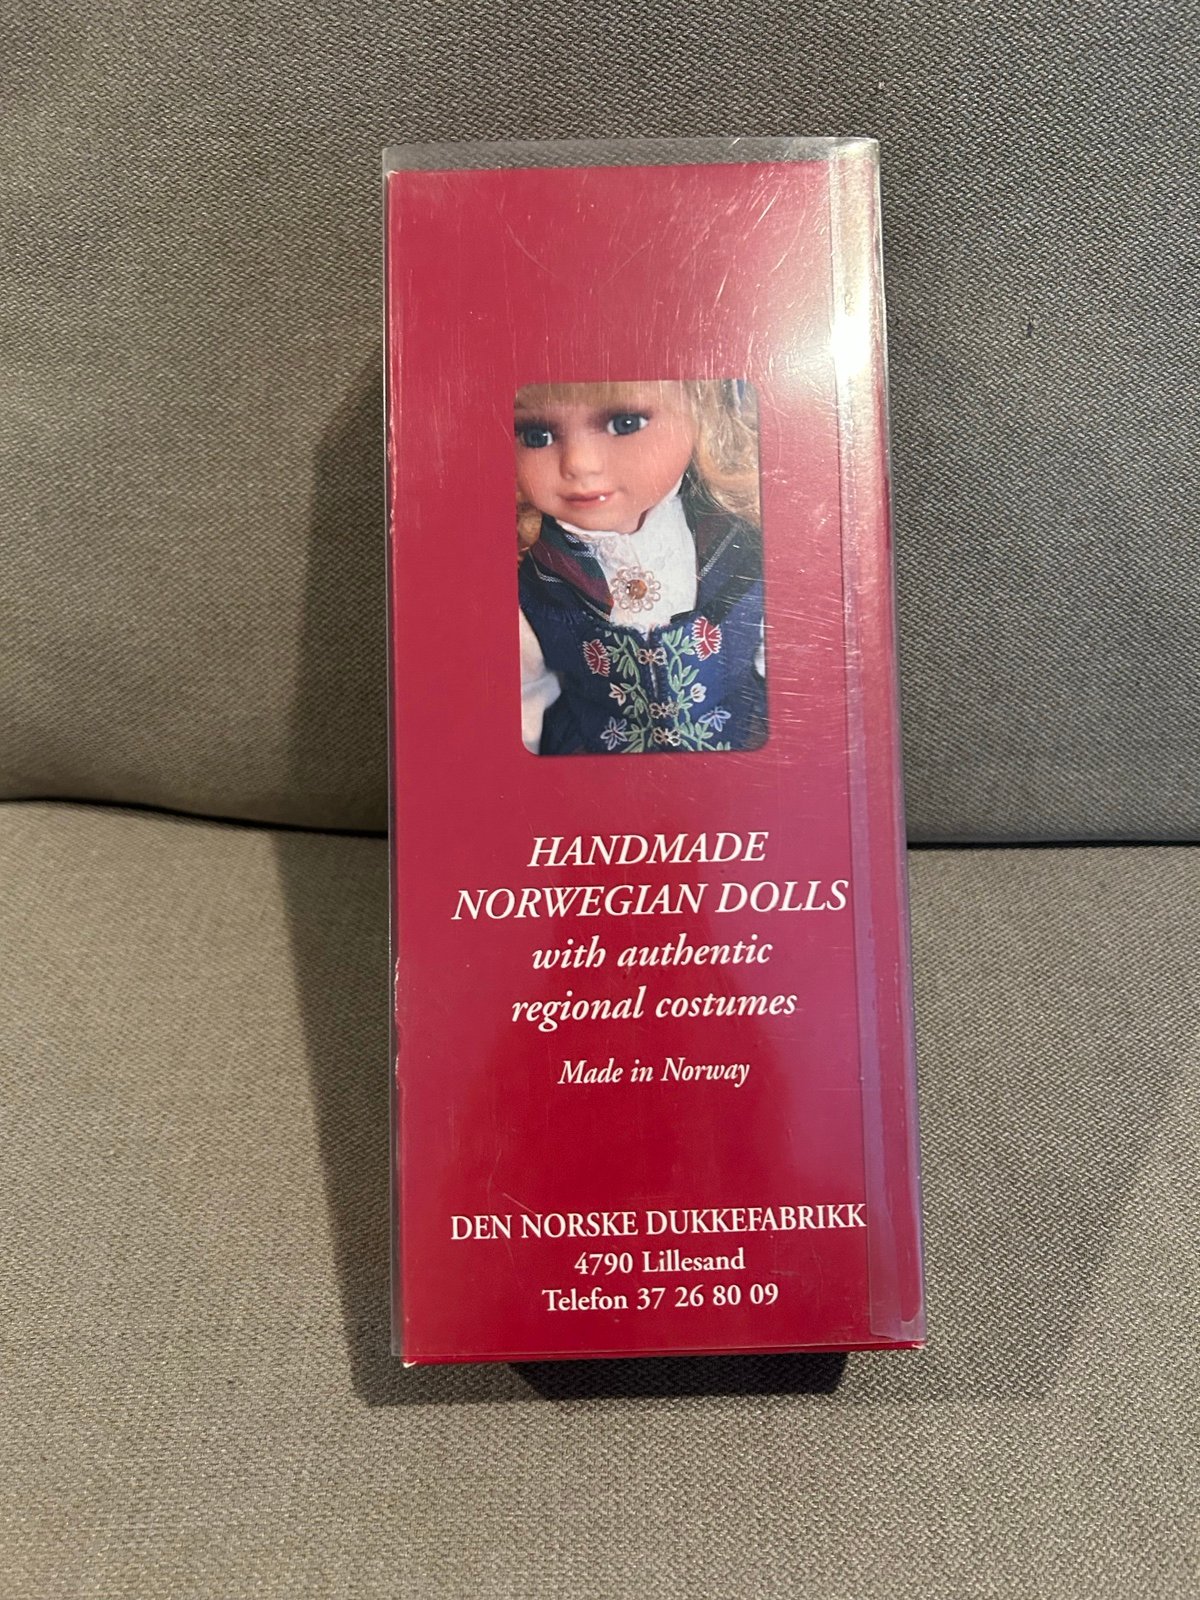 HANDMADE
NORWEGIAN DOLLS
with authentic
regional costumes
Made in Norway
DEN NORSKE DUKKEFABRIKK
4790 Lillesand
Telefon 37 26 80 09